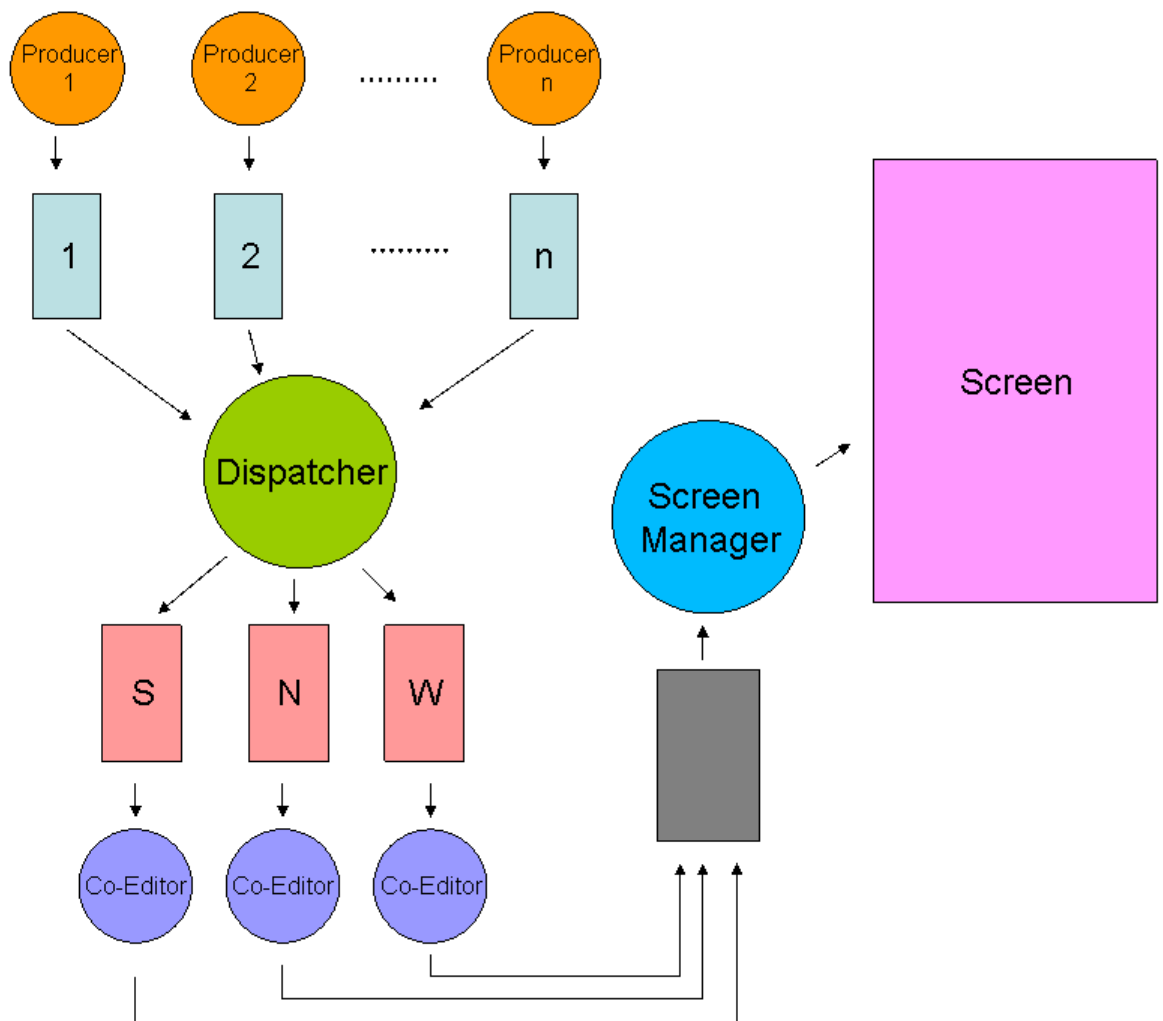 Producer
1
Producer
2
.........
Producer
n
1
2
.........
n
Dispatcher
Screen
Screen
Manager
S
N
W
Co-Editor
Co-Editor
Co-Editor